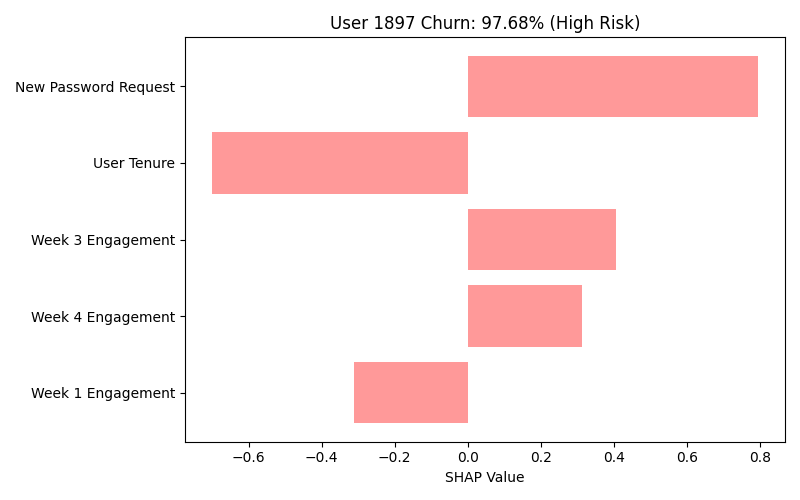 User 1897 Churn: 97.68% (High Risk)
New Password Request
User Tenure
Week 3 Engagement
Week 4 Engagement
Week 1 Engagement
−0.6 −0.4 −0.2 0.0 0.2 0.4 0.6 0.8
SHAP Value